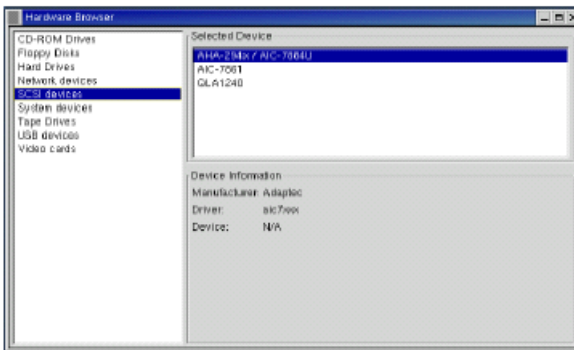 Hardware Browser
CD-ROM Drives
Floppy Disks
Hard Drives
Network devices
SCSI devices
System devices
Tape Drives
USB devices
Video cards
Selected Device
AHA-294x / AIC-7884U
AIC-7861
QLA1240
Device Information
Manufacturer: Adaptec
Driver: aic7xxx
Device: N/A